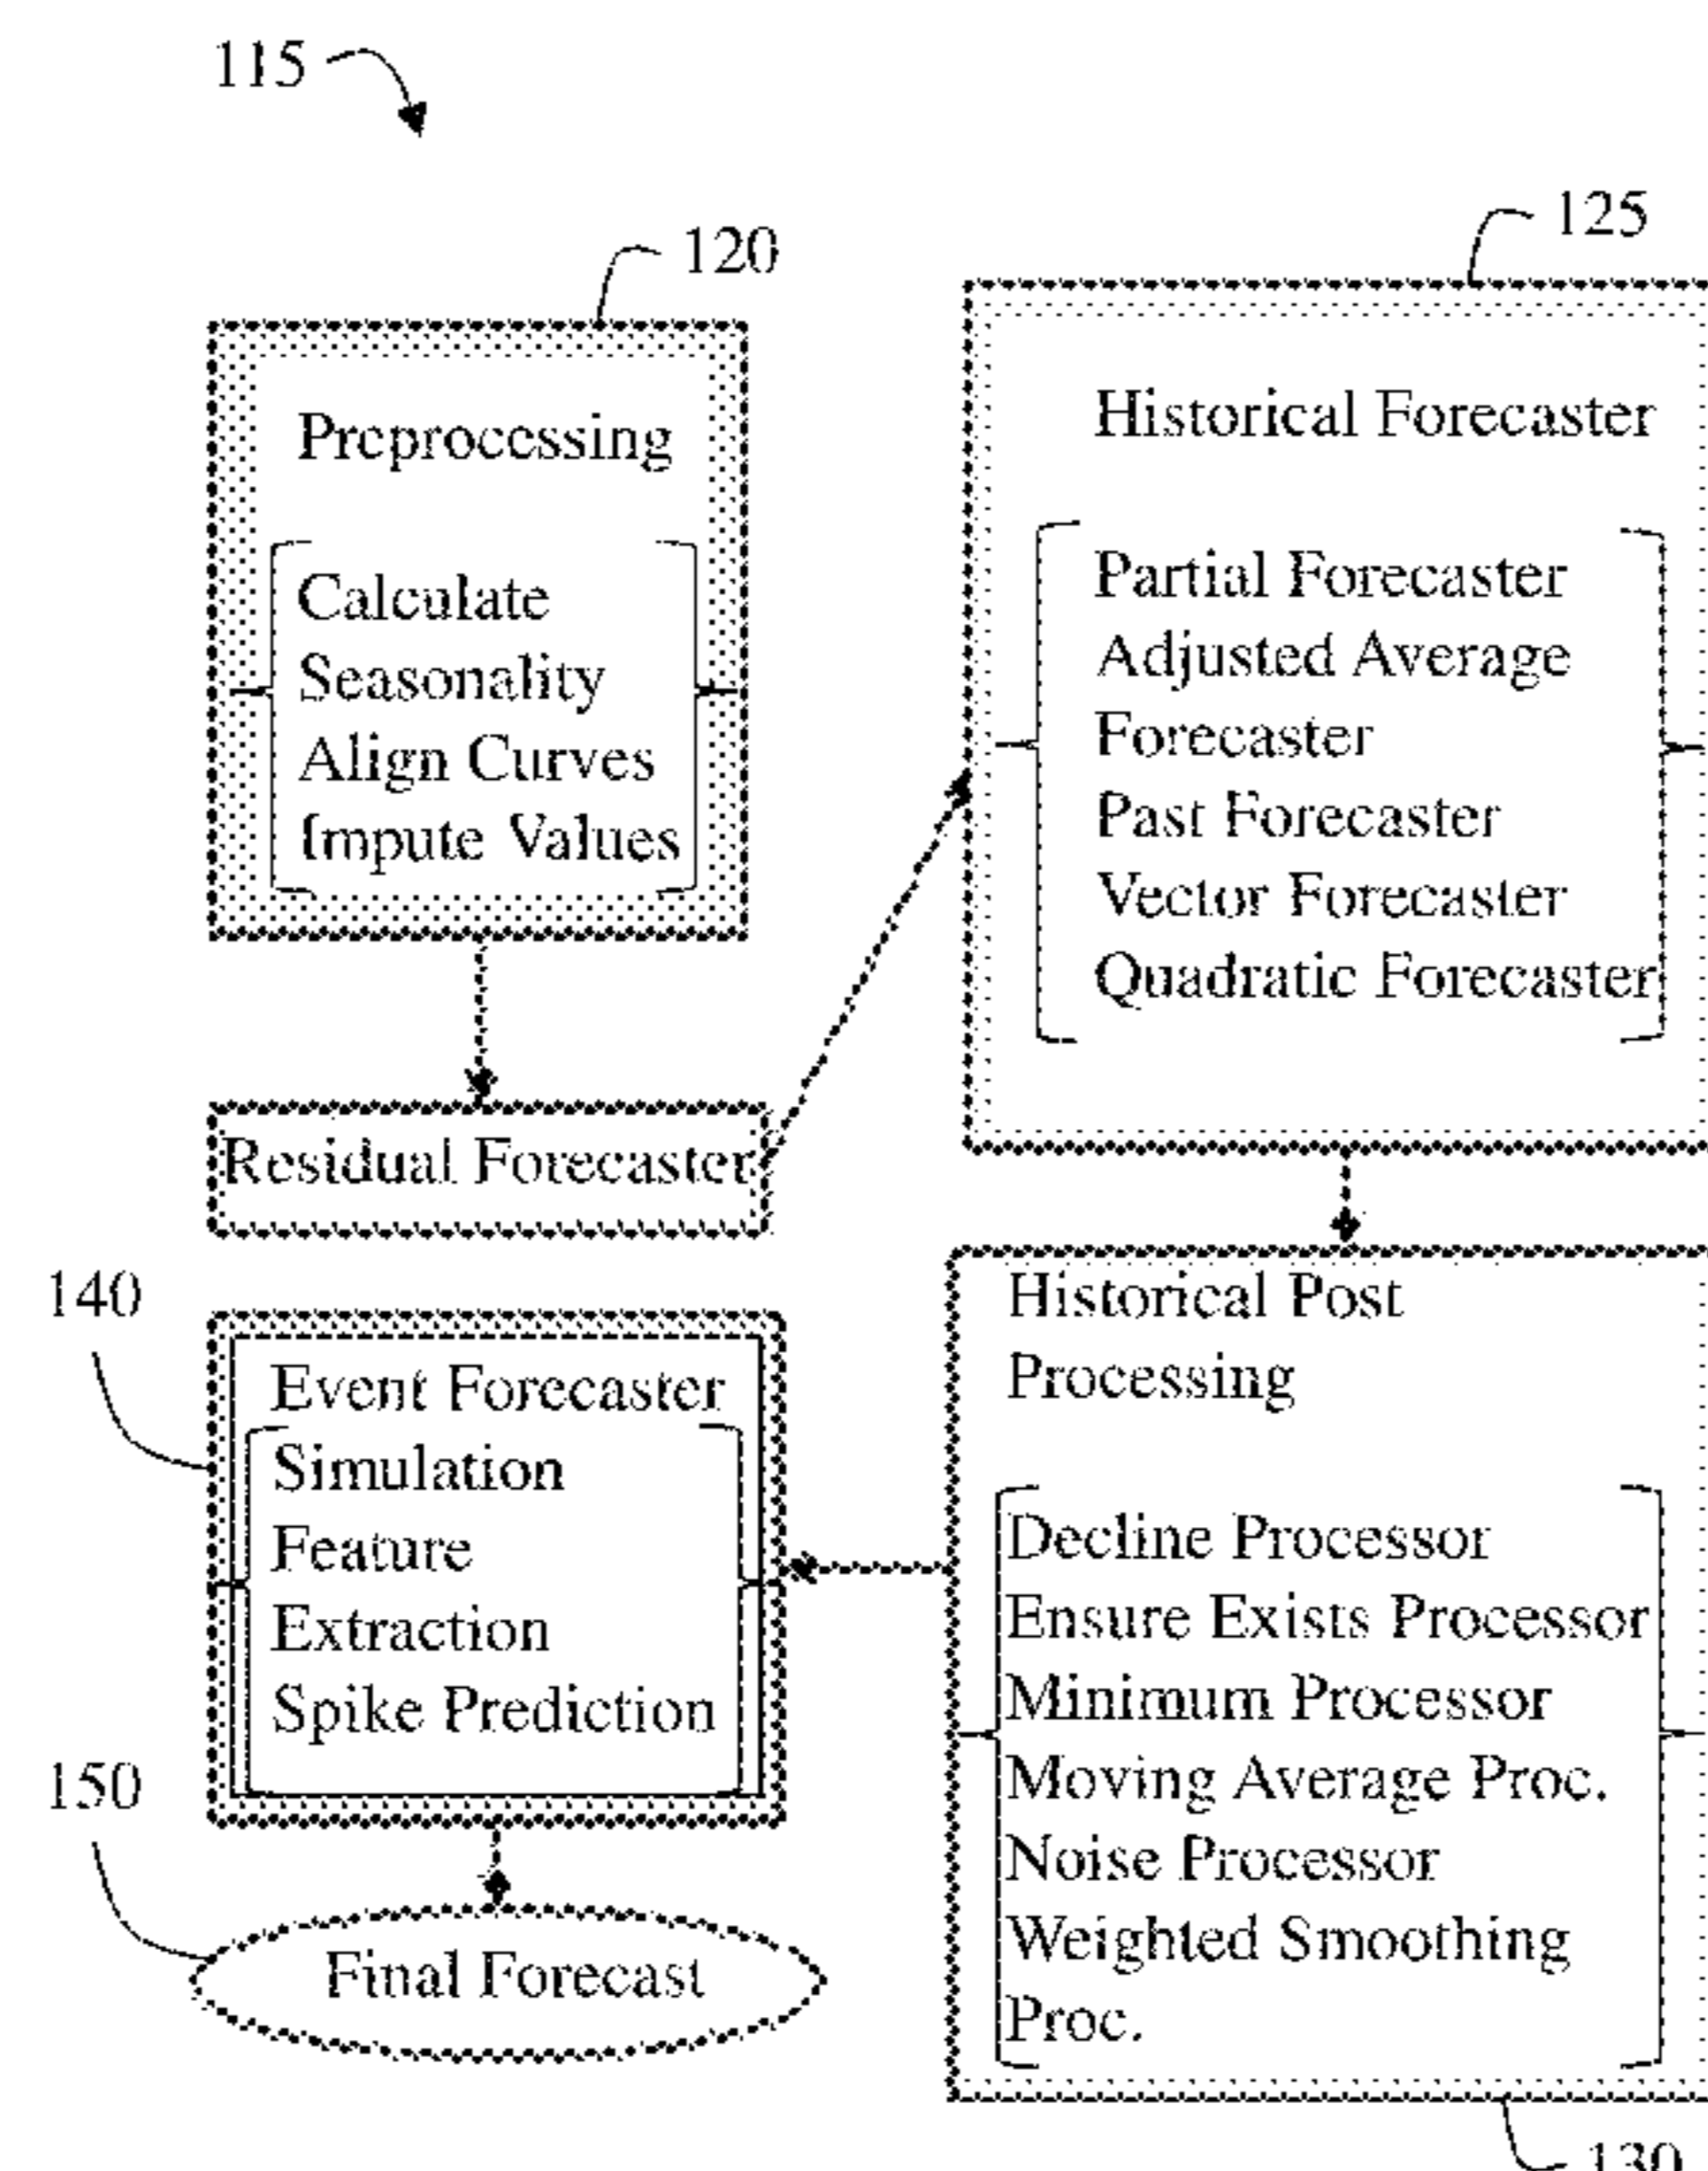 115
120
Preprocessing
Calculate
Seasonality
Align Curves
Impute Values
Residual Forecaster
125
Historical Forecaster
Partial Forecaster
Adjusted Average
Forecaster
Past Forecaster
Vector Forecaster
Quadratic Forecaster
Historical Post
Processing
Decline Processor
Ensure Exists Processor
Minimum Processor
Moving Average Proc.
Noise Processor
Weighted Smoothing
Proc.
130
140
Event Forecaster
Simulation
Feature
Extraction
Spike Prediction
150
Final Forecast